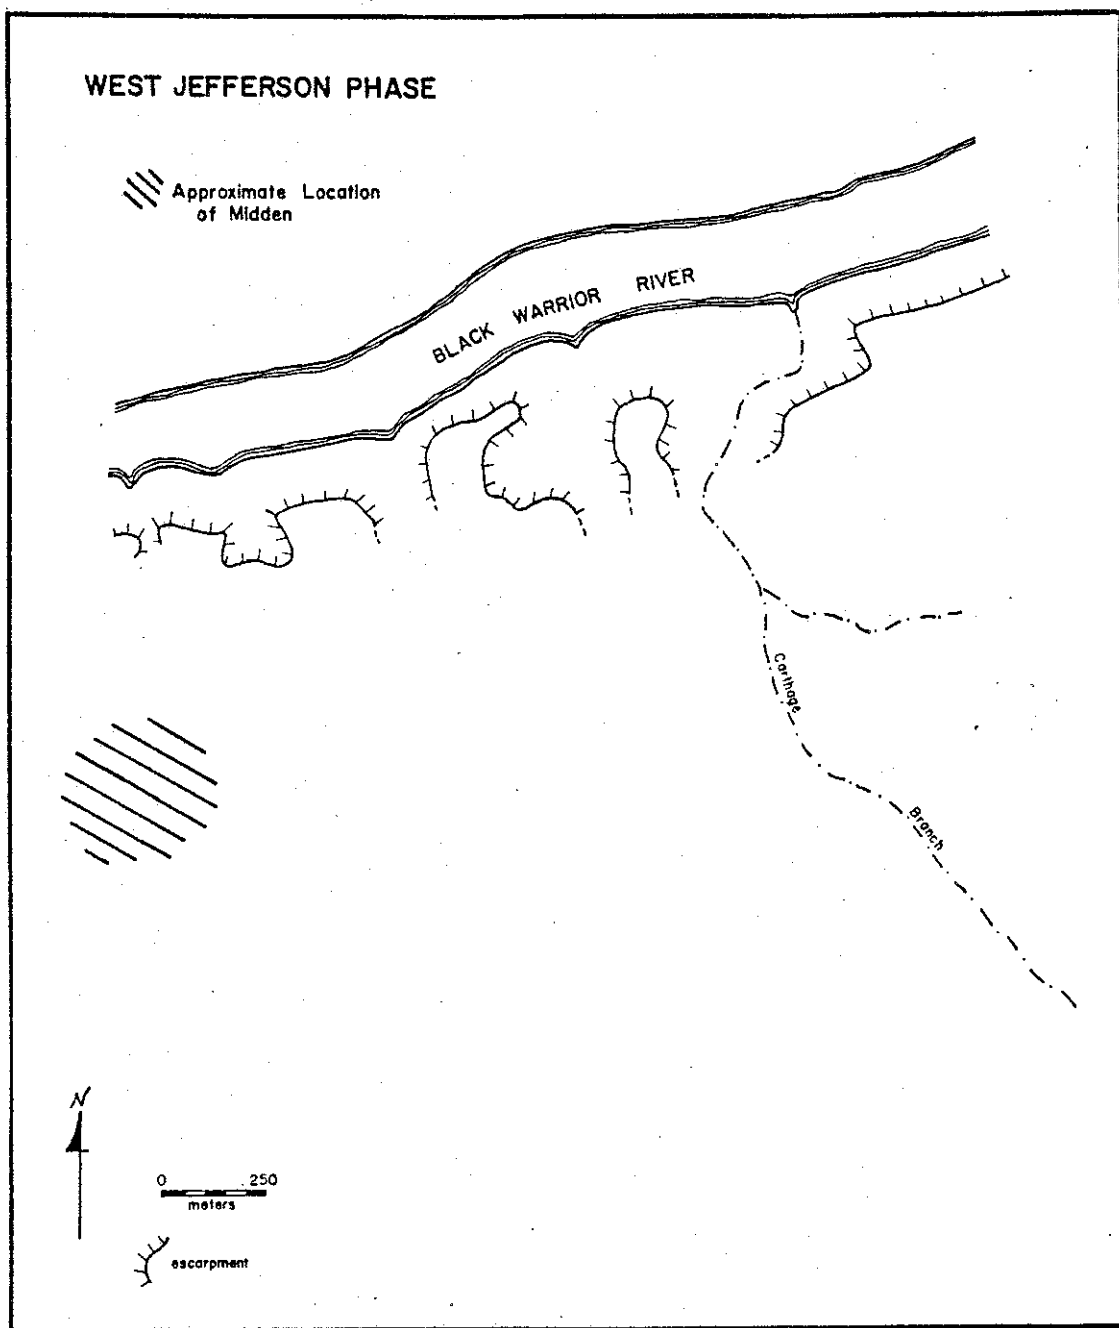 WEST JEFFERSON PHASE
Approximate Location
of Midden
BLACK WARRIOR RIVER
Carthage
Branch
N
0 250
meters
escarpment